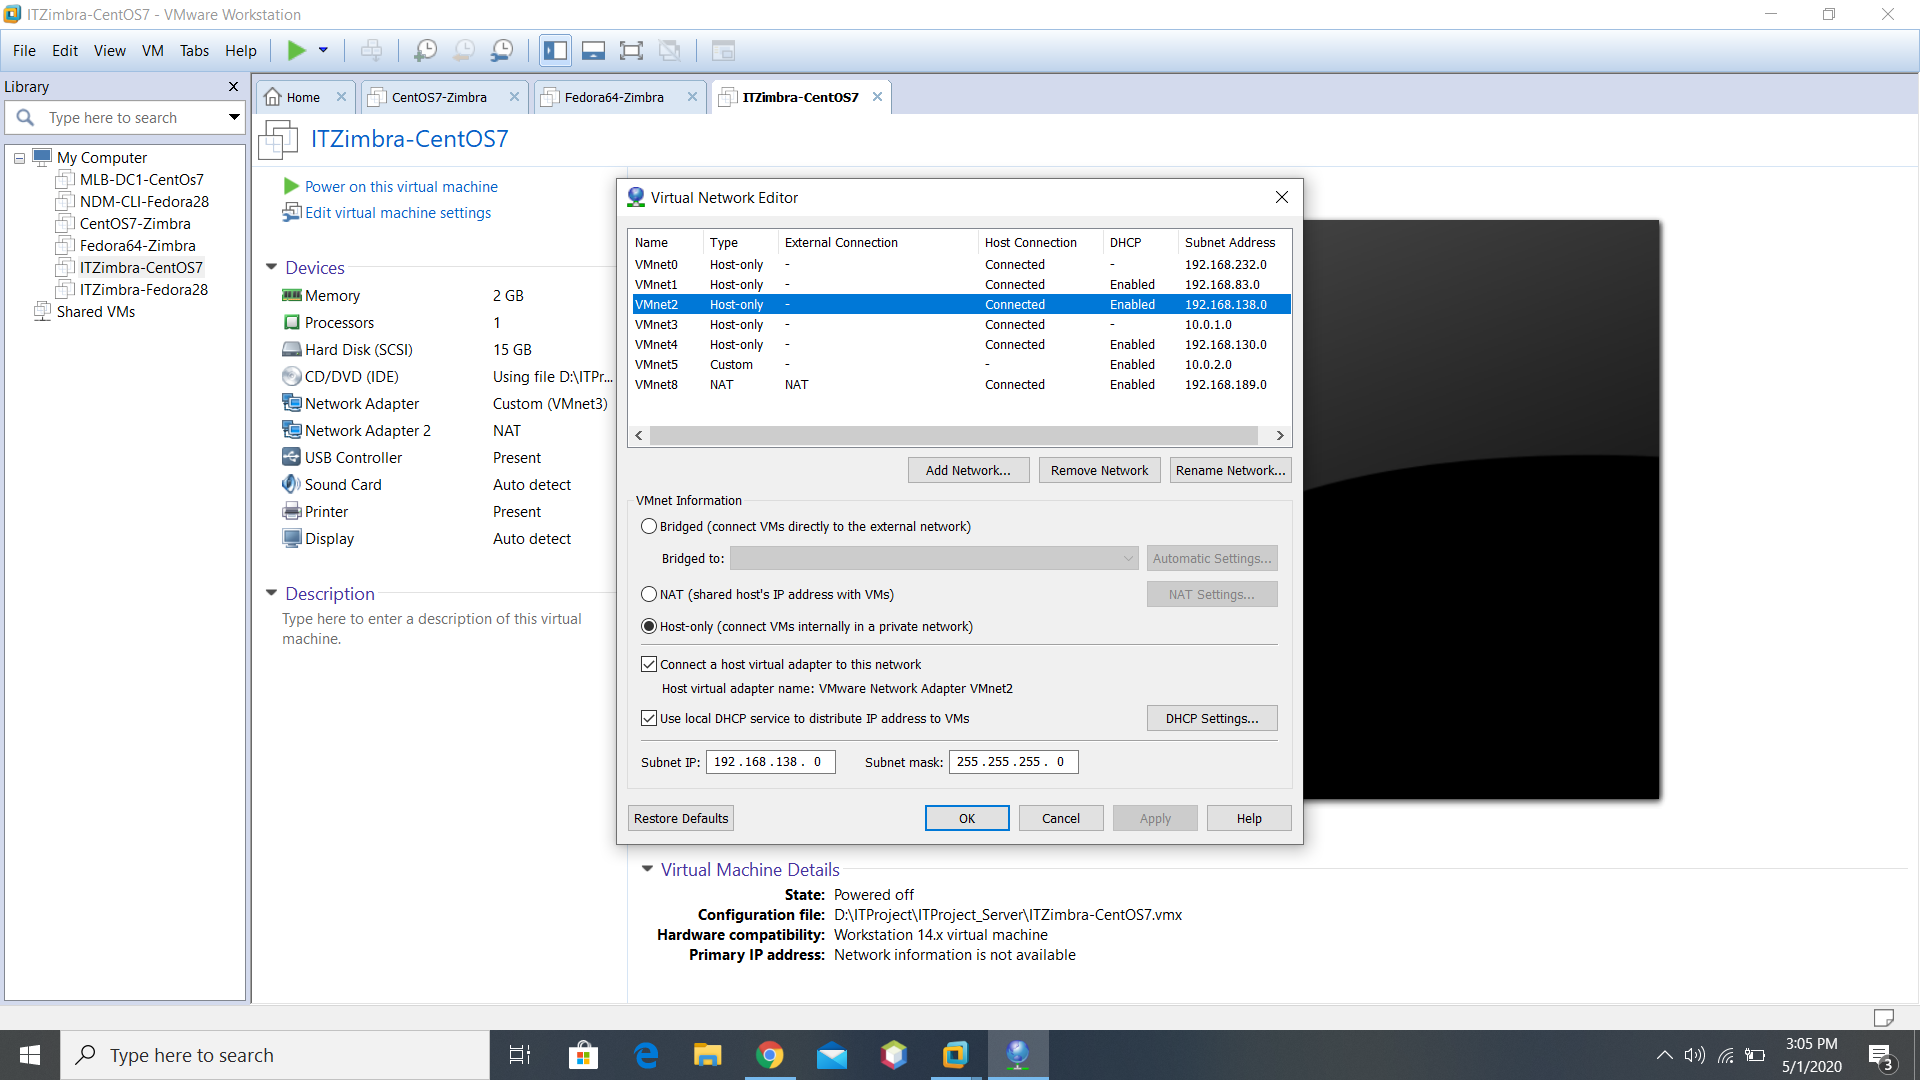 ITZimbra-CentOS7 - VMware Workstation
File Edit View VM Tabs Help
Library
Type here to search
My Computer
MLB-DC1-CentOs7
NDM-CLI-Fedora28
CentOS7-Zimbra
Fedora64-Zimbra
ITZimbra-CentOS7
ITZimbra-Fedora28
Shared VMs
Home CentOS7-Zimbra Fedora64-Zimbra ITZimbra-CentOS7
ITZimbra-CentOS7
Power on this virtual machine
Edit virtual machine settings
Devices
Memory 2 GB
Processors 1
Hard Disk (SCSI) 15 GB
CD/DVD (IDE) Using file D:\ITPr...
Network Adapter Custom (VMnet3)
Network Adapter 2 NAT
USB Controller Present
Sound Card Auto detect
Printer Present
Display Auto detect
Description
Type here to enter a description of this virtual
machine.
Virtual Network Editor
Name Type External Connection Host Connection DHCP Subnet Address
VMnet0 Host-only - Connected - 192.168.232.0
VMnet1 Host-only - Connected Enabled 192.168.83.0
VMnet2 Host-only - Connected Enabled 192.168.138.0
VMnet3 Host-only - Connected - 10.0.1.0
VMnet4 Host-only - Connected Enabled 192.168.130.0
VMnet5 Custom - - Enabled 10.0.2.0
VMnet8 NAT NAT Connected Enabled 192.168.189.0
Add Network... Remove Network Rename Network...
VMnet Information
Bridged (connect VMs directly to the external network)
Bridged to: Automatic Settings...
NAT (shared host's IP address with VMs) NAT Settings...
Host-only (connect VMs internally in a private network)
Connect a host virtual adapter to this network
Host virtual adapter name: VMware Network Adapter VMnet2
Use local DHCP service to distribute IP address to VMs DHCP Settings...
Subnet IP: 192 . 168 . 138 . 0 Subnet mask: 255 . 255 . 255 . 0
Restore Defaults OK Cancel Apply Help
Virtual Machine Details
State: Powered off
Configuration file: D:\ITProject\ITProject_Server\ITZimbra-CentOS7.vmx
Hardware compatibility: Workstation 14.x virtual machine
Primary IP address: Network information is not available
Type here to search
3:05 PM
5/1/2020
3